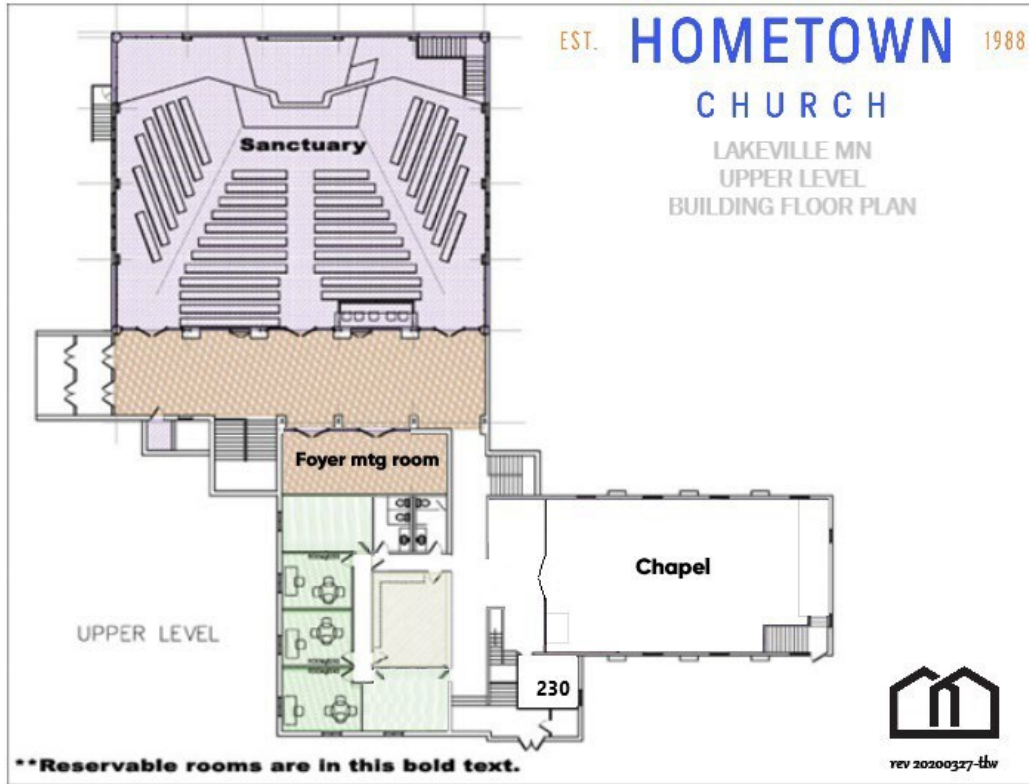 EST. HOMETOWN 1988
CHURCH
LAKEVILLE MN
UPPER LEVEL
BUILDING FLOOR PLAN
Sanctuary
Foyer mtg room
Chapel
UPPER LEVEL
230
**Reservable rooms are in this bold text.
rev 20200327-tlw